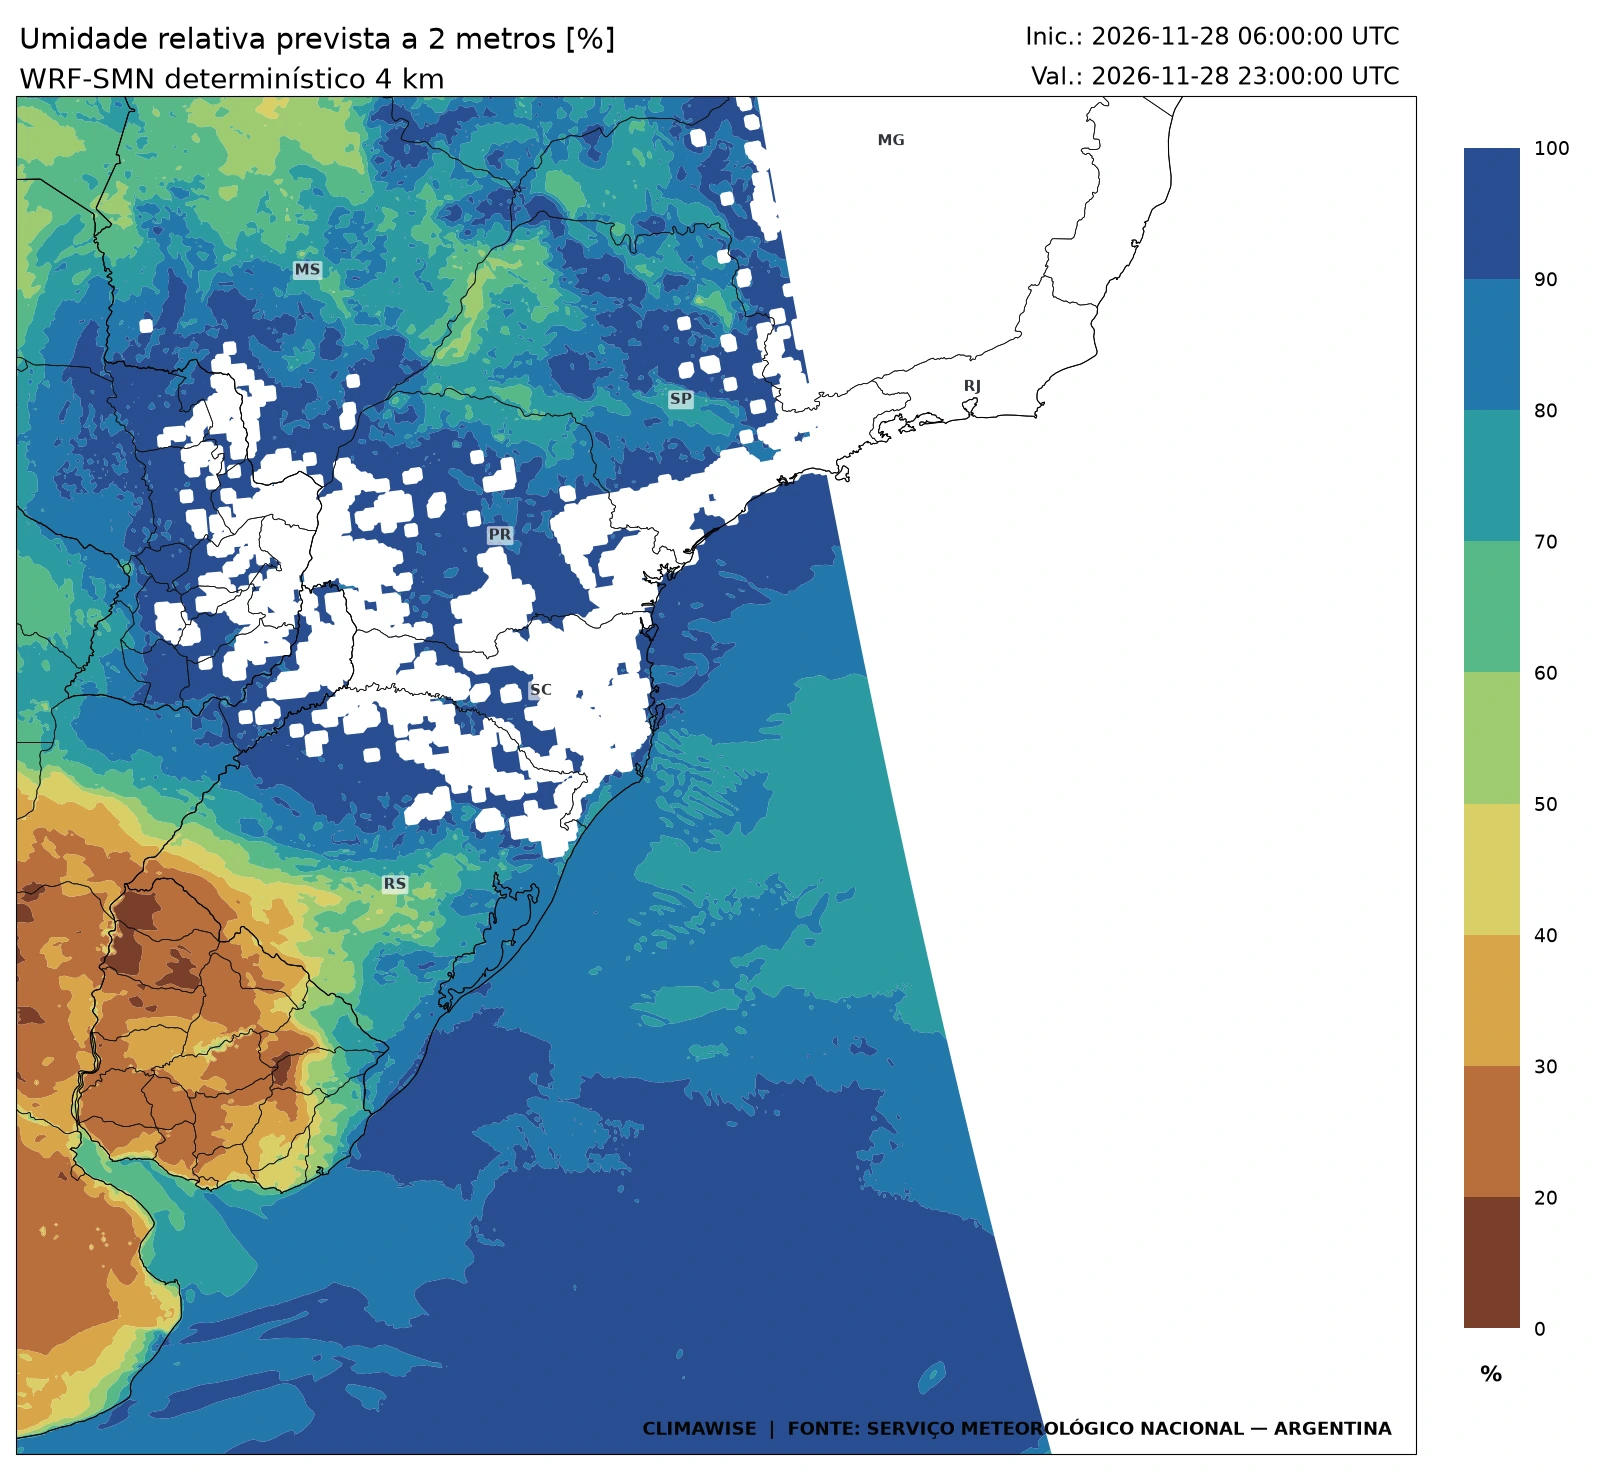 Umidade relativa prevista a 2 metros [%]
WRF-SMN determinístico 4 km
Inic.: 2026-11-28 06:00:00 UTC
Val.: 2026-11-28 23:00:00 UTC
MG
MS
RJ
SP
PR
SC
RS
100
90
80
70
60
50
40
30
20
0
%
CLIMAWISE | FONTE: SERVIÇO METEOROLÓGICO NACIONAL — ARGENTINA